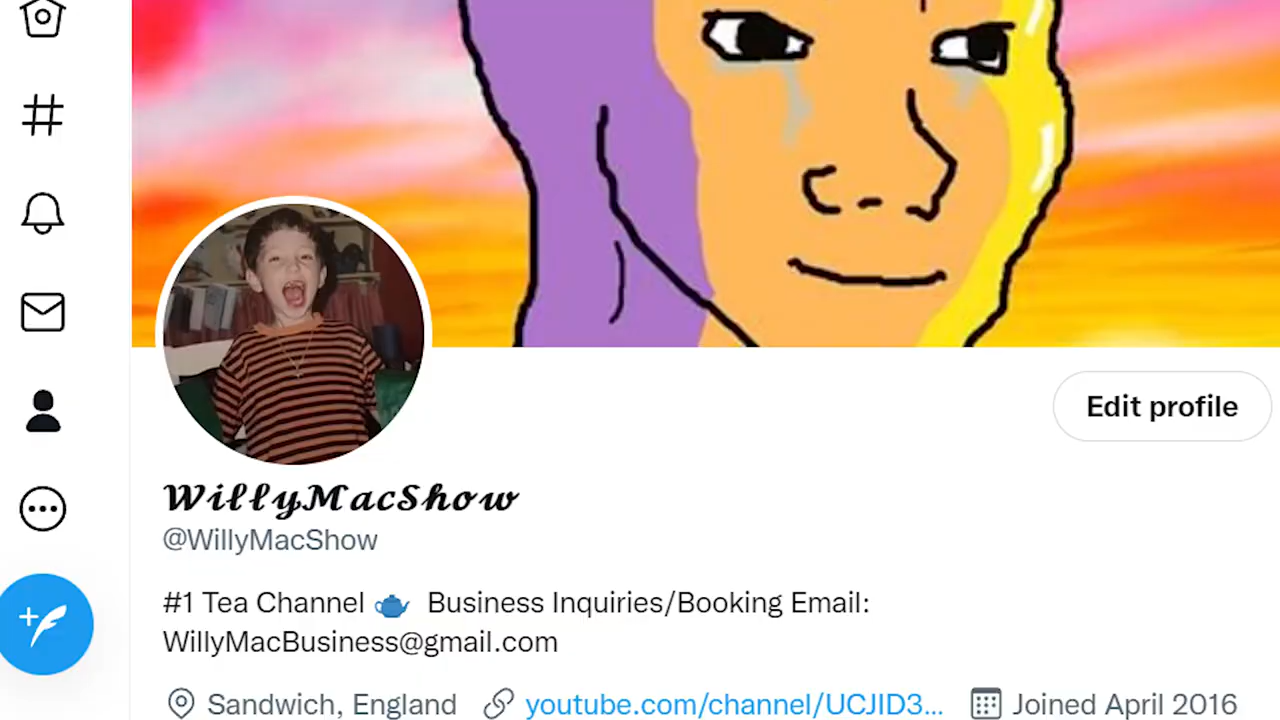 Edit profile
𝓦𝓲𝓵𝓵𝔂𝓜𝓪𝓬𝓢𝓱𝓸𝔀
@WillyMacShow
#1 Tea Channel 🫖 Business Inquiries/Booking Email:
WillyMacBusiness@gmail.com
Sandwich, England youtube.com/channel/UCJID3... Joined April 2016